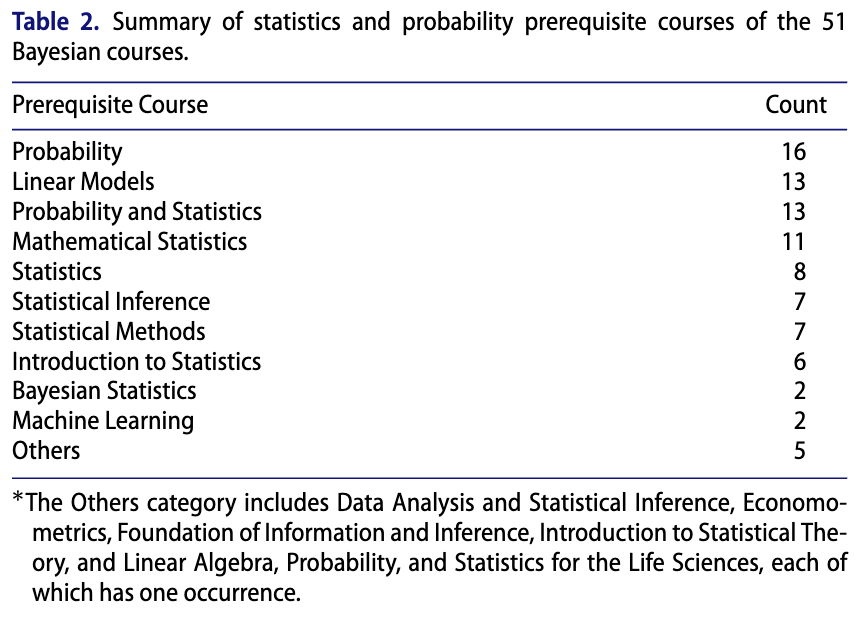 Table 2. Summary of statistics and probability prerequisite courses of the 51
Bayesian courses.
Prerequisite Course Count
Probability 16
Linear Models 13
Probability and Statistics 13
Mathematical Statistics 11
Statistics 8
Statistical Inference 7
Statistical Methods 7
Introduction to Statistics 6
Bayesian Statistics 2
Machine Learning 2
Others 5
*The Others category includes Data Analysis and Statistical Inference, Economo-
metrics, Foundation of Information and Inference, Introduction to Statistical The-
ory, and Linear Algebra, Probability, and Statistics for the Life Sciences, each of
which has one occurrence.